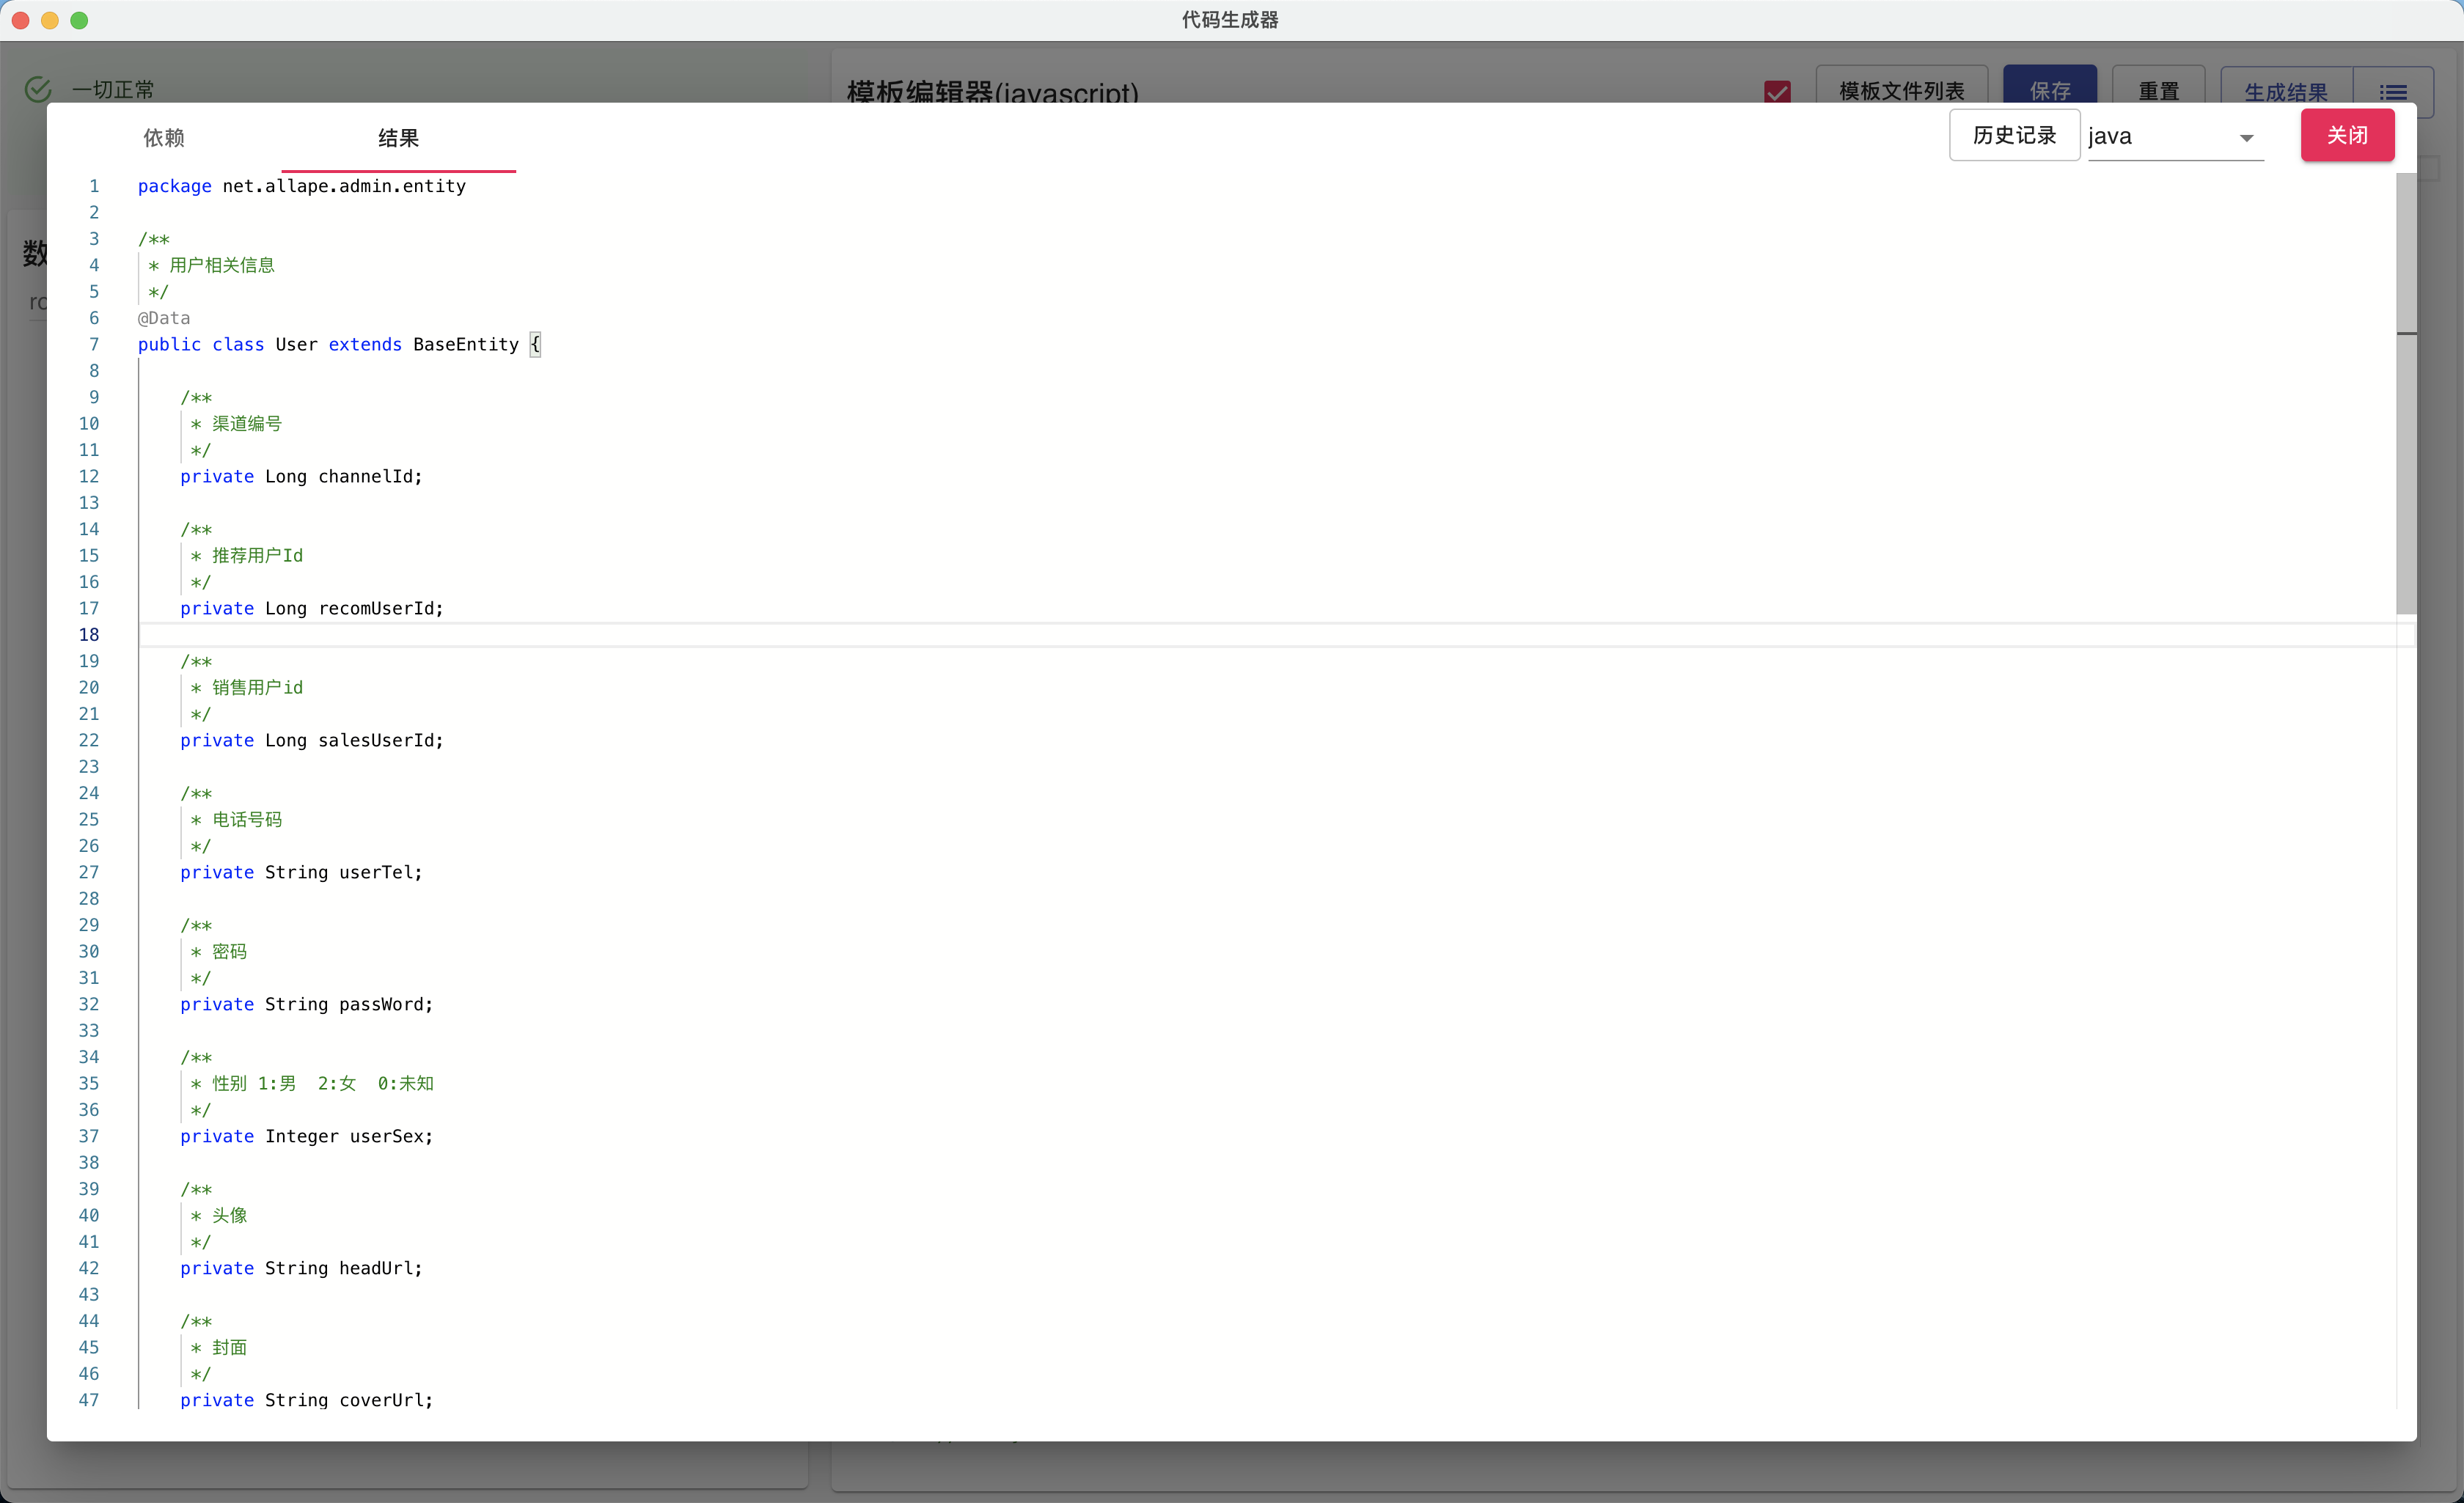 代码生成器
一切正常
模板编辑器(javascript)
模板文件列表
保存
重置
生成结果
依赖
结果
历史记录
java
关闭
数
1 package net.allape.admin.entity
2
3 /**
4 * 用户相关信息
5 */
6 @Data
7 public class User extends BaseEntity {
8
9 /**
10 * 渠道编号
11 */
12 private Long channelId;
13
14 /**
15 * 推荐用户Id
16 */
17 private Long recomUserId;
18
19 /**
20 * 销售用户id
21 */
22 private Long salesUserId;
23
24 /**
25 * 电话号码
26 */
27 private String userTel;
28
29 /**
30 * 密码
31 */
32 private String passWord;
33
34 /**
35 * 性别 1:男  2:女  0:未知
36 */
37 private Integer userSex;
38
39 /**
40 * 头像
41 */
42 private String headUrl;
43
44 /**
45 * 封面
46 */
47 private String coverUrl;